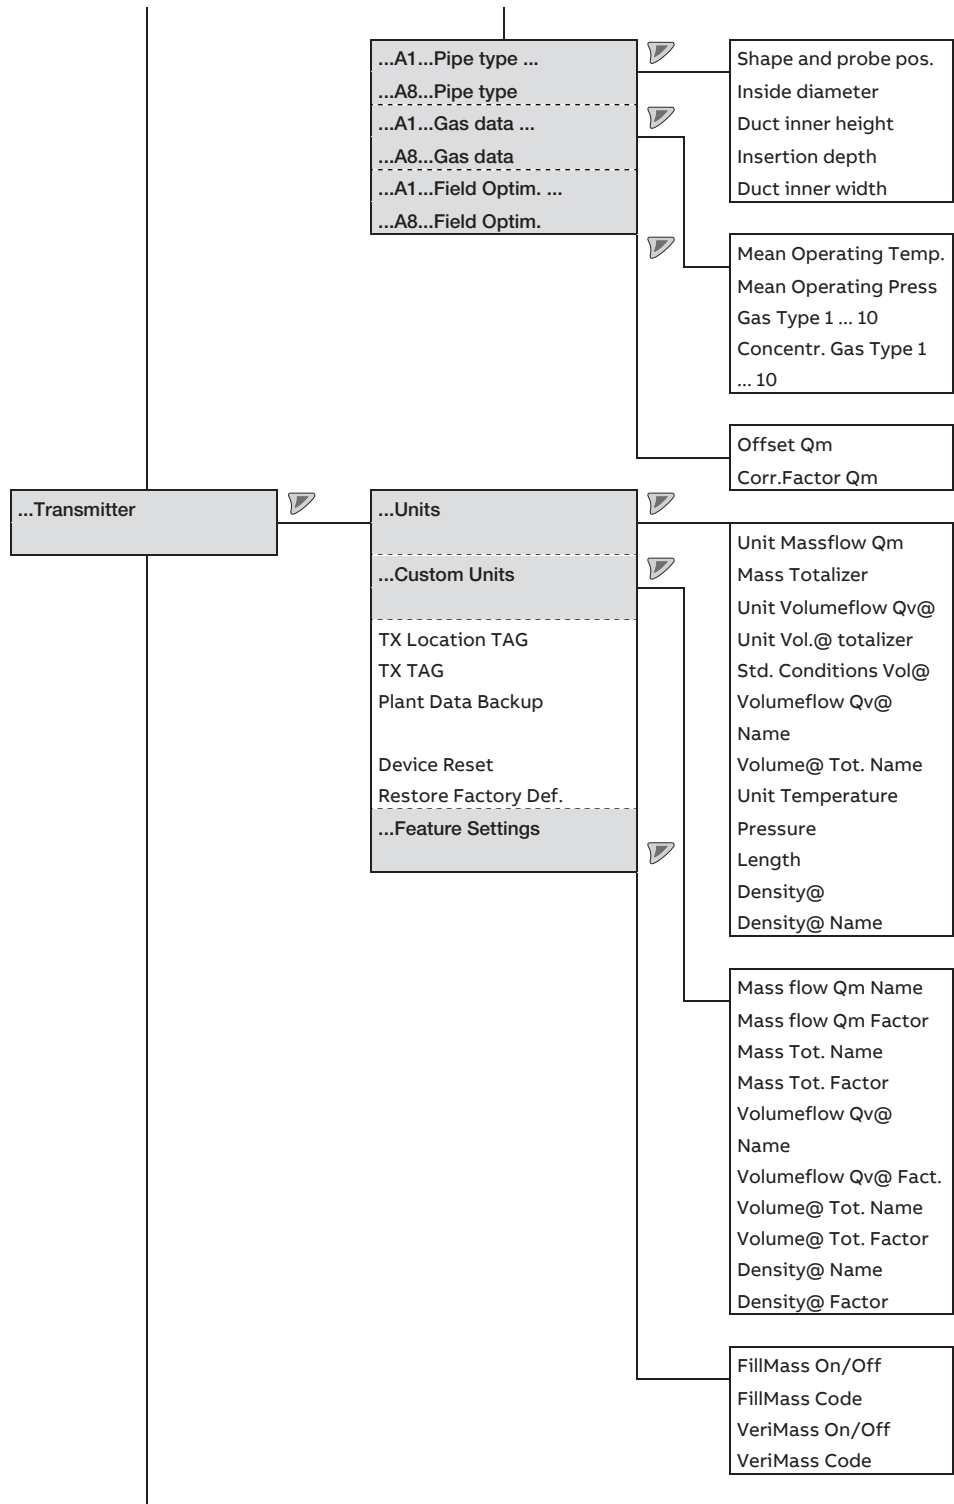 ...A1...Pipe type ...
...A8...Pipe type
...A1...Gas data ...
...A8...Gas data
...A1...Field Optim. ...
...A8...Field Optim.
Shape and probe pos.
Inside diameter
Duct inner height
Insertion depth
Duct inner width
Mean Operating Temp.
Mean Operating Press
Gas Type 1 ... 10
Concentr. Gas Type 1
... 10
Offset Qm
Corr.Factor Qm
...Transmitter
...Units
...Custom Units
TX Location TAG
TX TAG
Plant Data Backup
Device Reset
Restore Factory Def.
...Feature Settings
Unit Massflow Qm
Mass Totalizer
Unit Volumeflow Qv@
Unit Vol.@ totalizer
Std. Conditions Vol@
Volumeflow Qv@
Name
Volume@ Tot. Name
Unit Temperature
Pressure
Length
Density@
Density@ Name
Mass flow Qm Name
Mass flow Qm Factor
Mass Tot. Name
Mass Tot. Factor
Volumeflow Qv@
Name
Volumeflow Qv@ Fact.
Volume@ Tot. Name
Volume@ Tot. Factor
Density@ Name
Density@ Factor
FillMass On/Off
FillMass Code
VeriMass On/Off
VeriMass Code